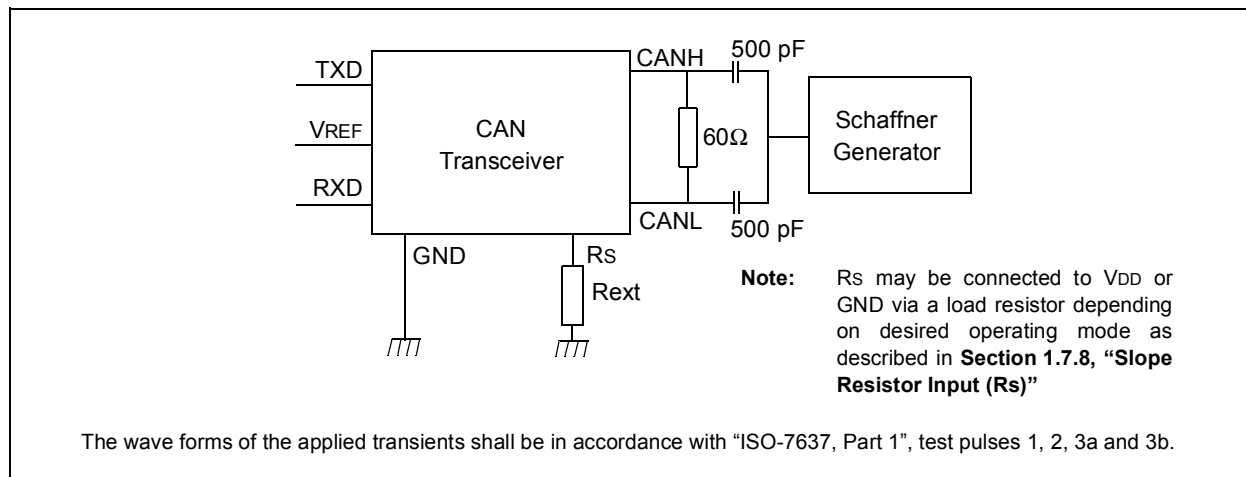 500 pF
CANH
TXD
Schaffner
Generator
VREF
CAN
Transceiver
60Ω
RXD
CANL
500 pF
GND
RS
Rext
Note: RS may be connected to VDD or
GND via a load resistor depending
on desired operating mode as
described in Section 1.7.8, “Slope
Resistor Input (Rs)”
The wave forms of the applied transients shall be in accordance with “ISO-7637, Part 1”, test pulses 1, 2, 3a and 3b.